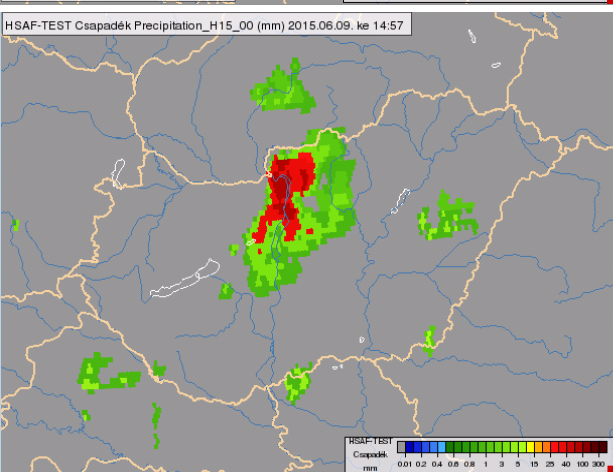 HSAF-TEST Csapadék Precipitation_H15_00 (mm) 2015.06.09. ke 14:57
HSAF-TEST
Csapadék
mm
0.01 0.2 0.4 0.6 0.8 1 3 5 15 25 40 100 300